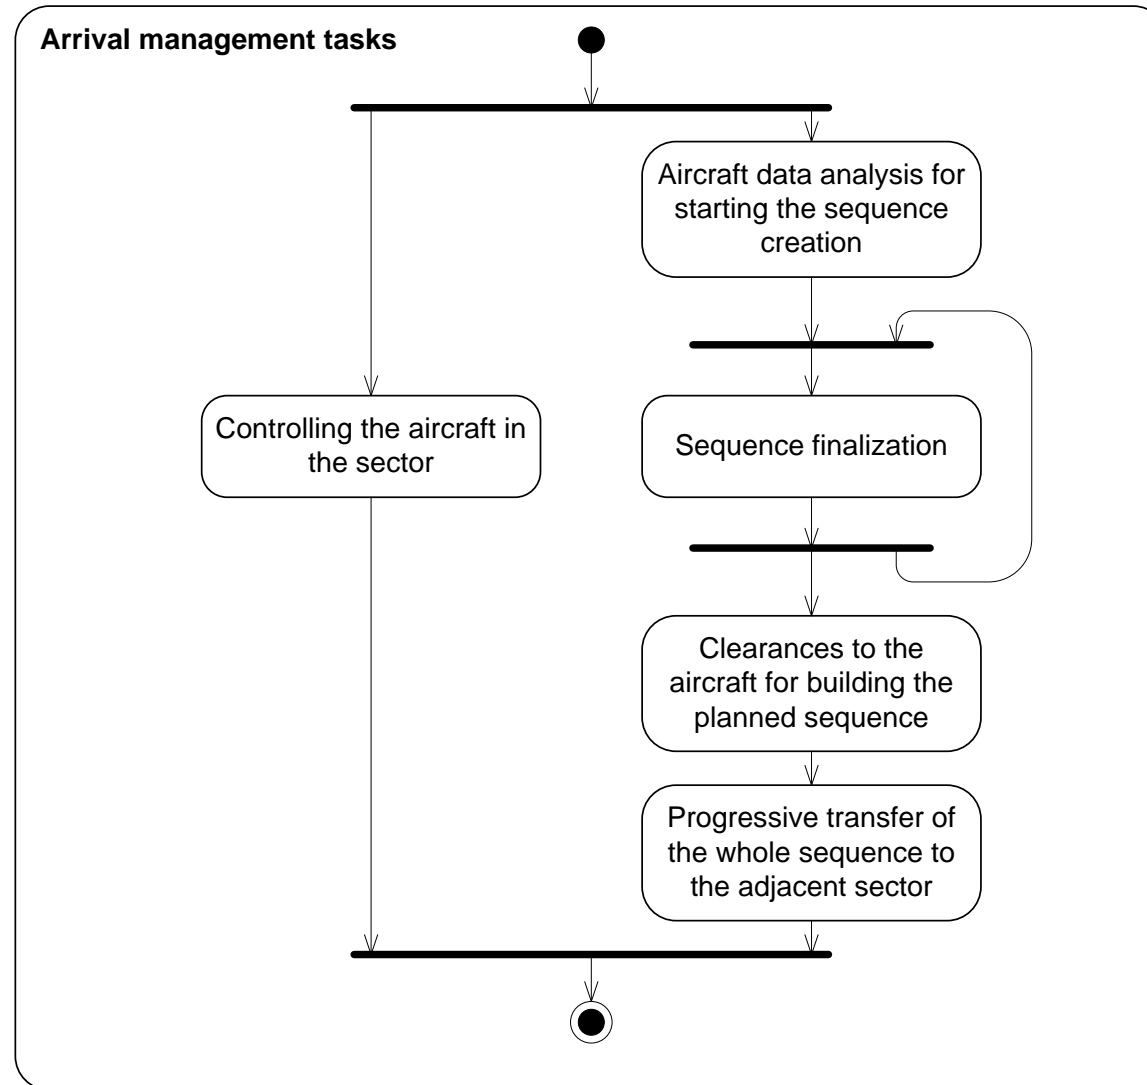 Arrival management tasks
Aircraft data analysis for
starting the sequence
creation
Controlling the aircraft in
the sector
Sequence finalization
Clearances to the
aircraft for building the
planned sequence
Progressive transfer of
the whole sequence to
the adjacent sector